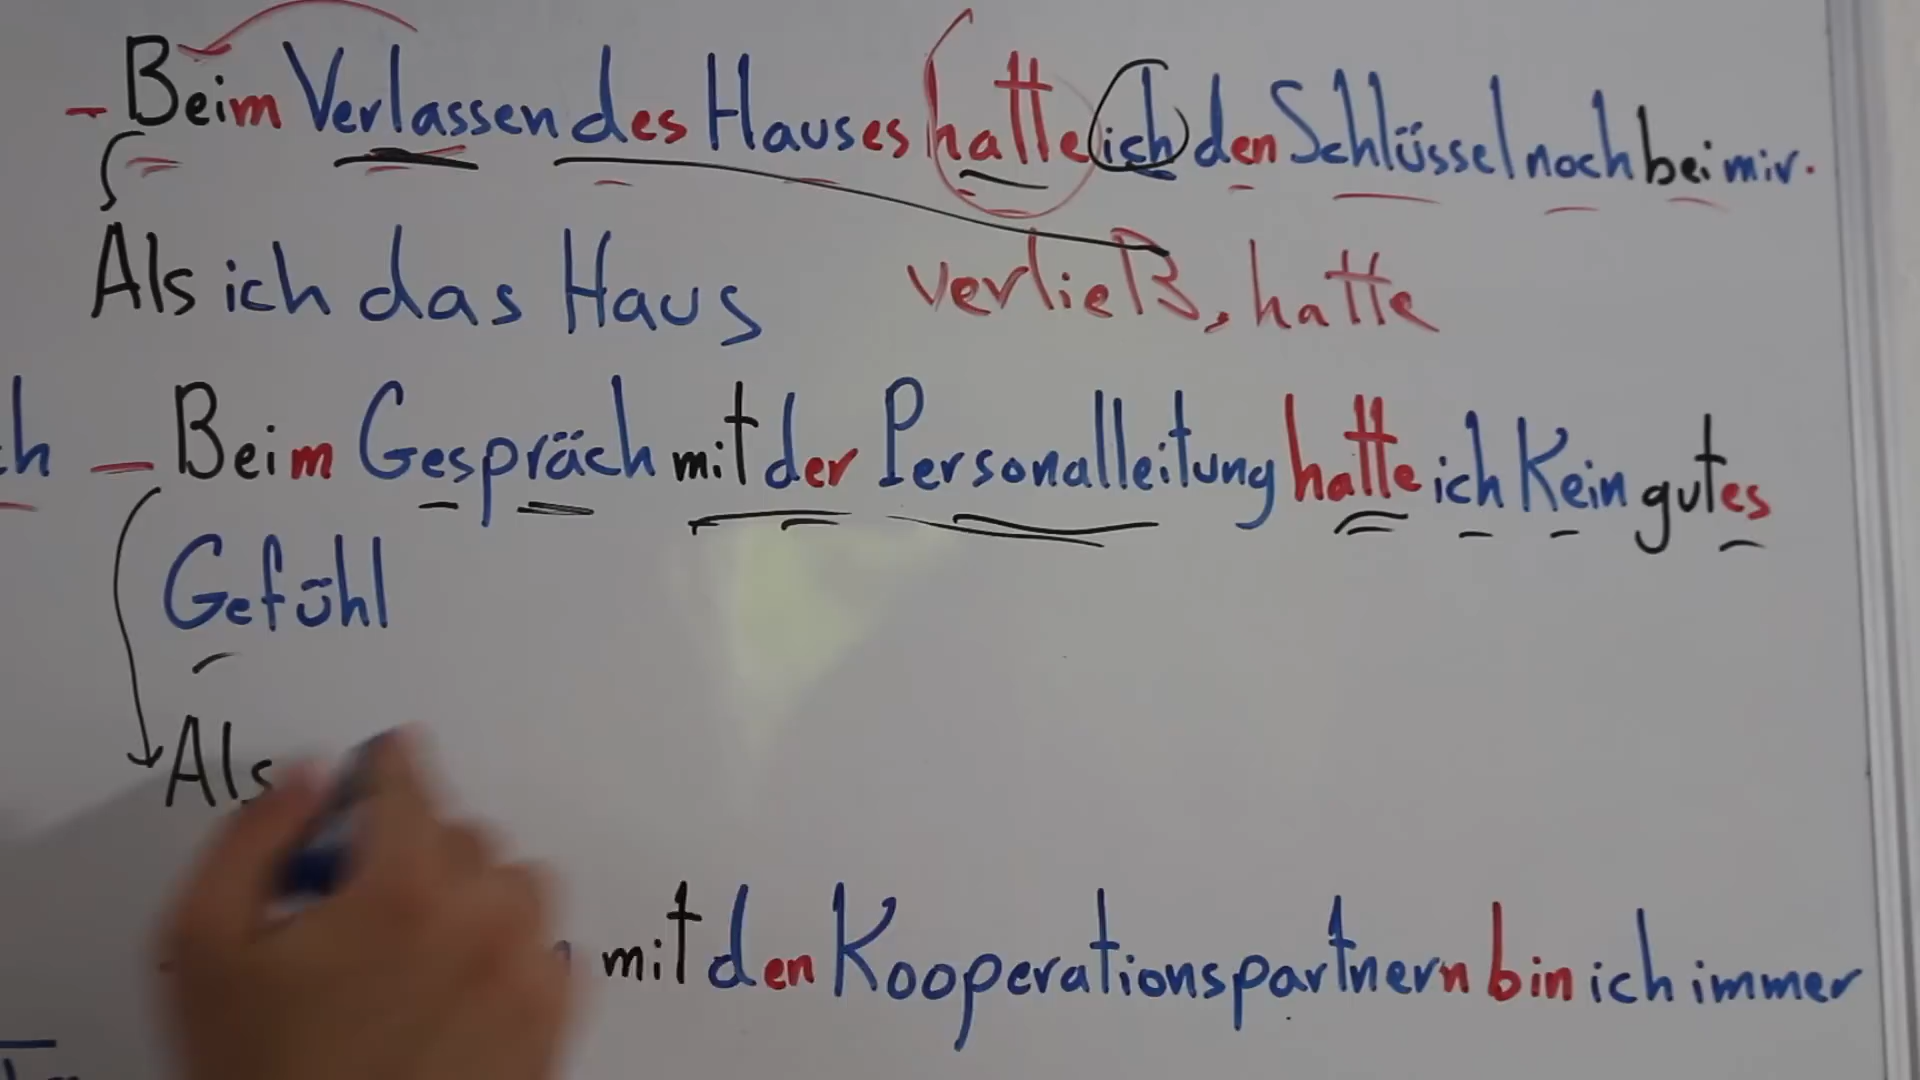 - Beim Verlassen des Hauses hatte ich den Schlüssel noch bei mir.
Als ich das Haus verließ, hatte
- Beim Gespräch mit der Personalleitung hatte ich kein gutes
Gefühl
Als
mit den Kooperationspartnern bin ich immer